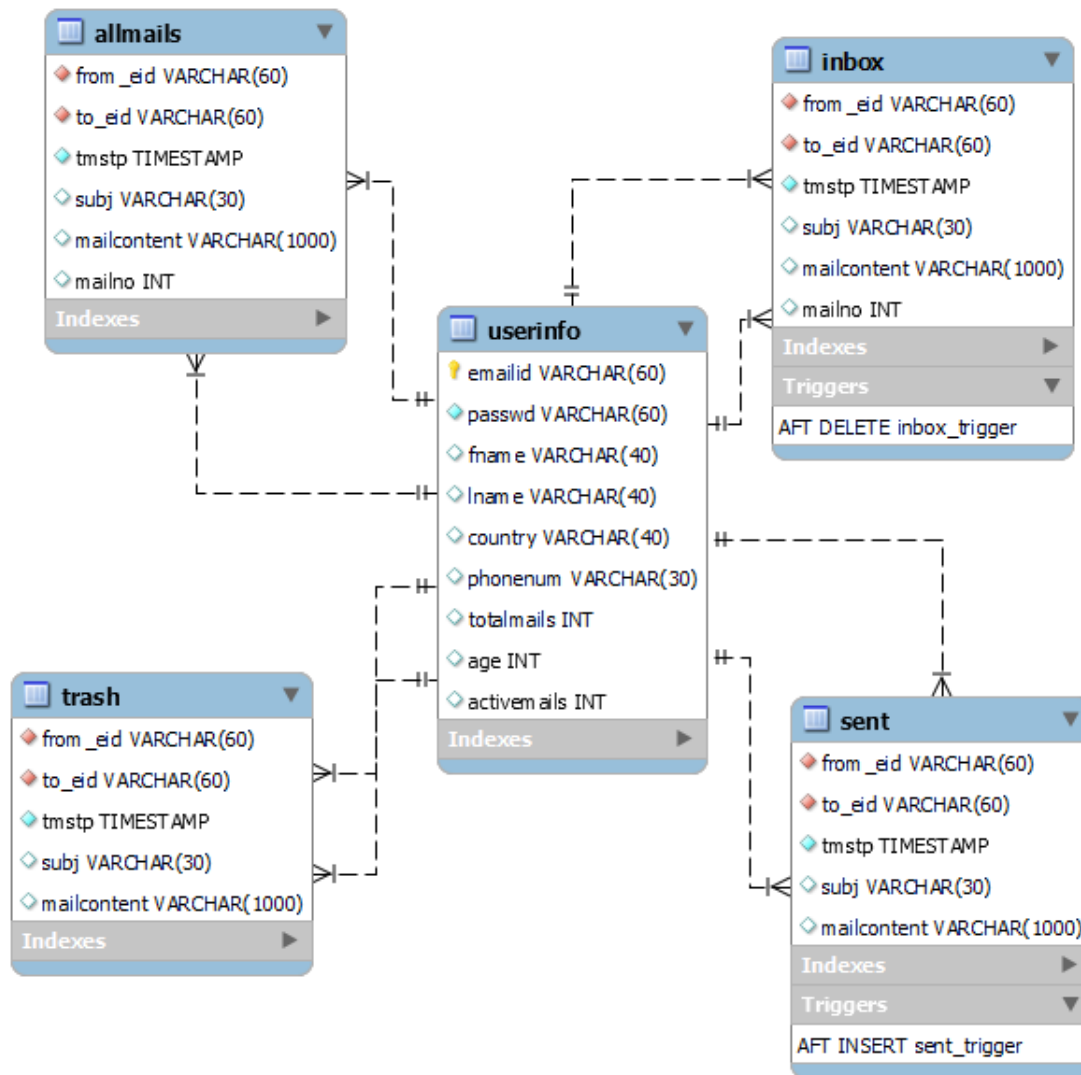 allmails
from_eid VARCHAR(60)
to_eid VARCHAR(60)
tmstp TIMESTAMP
subj VARCHAR(30)
mailcontent VARCHAR(1000)
mailno INT
Indexes
inbox
from_eid VARCHAR(60)
to_eid VARCHAR(60)
tmstp TIMESTAMP
subj VARCHAR(30)
mailcontent VARCHAR(1000)
mailno INT
Indexes
Triggers
AFT DELETE inbox_trigger
userinfo
emailid VARCHAR(60)
passwd VARCHAR(60)
fname VARCHAR(40)
lname VARCHAR(40)
country VARCHAR(40)
phonenum VARCHAR(30)
totalmails INT
age INT
activemails INT
Indexes
trash
from_eid VARCHAR(60)
to_eid VARCHAR(60)
tmstp TIMESTAMP
subj VARCHAR(30)
mailcontent VARCHAR(1000)
Indexes
sent
from_eid VARCHAR(60)
to_eid VARCHAR(60)
tmstp TIMESTAMP
subj VARCHAR(30)
mailcontent VARCHAR(1000)
Indexes
Triggers
AFT INSERT sent_trigger